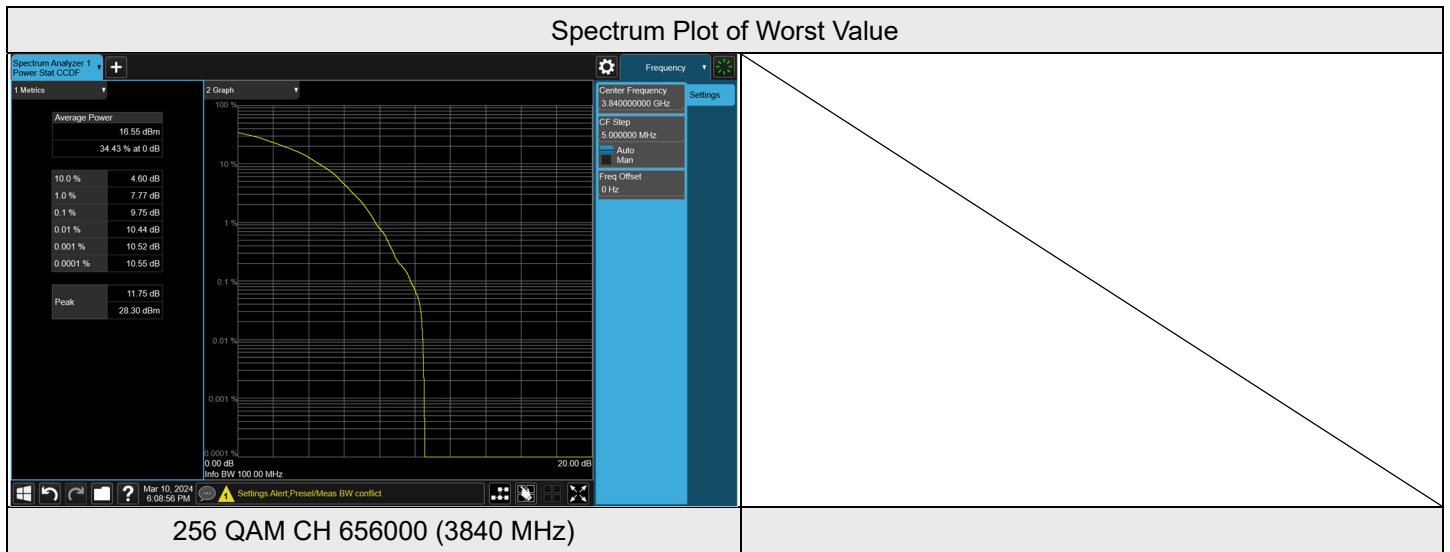 Spectrum Plot of Worst Value
Spectrum Analyzer 1
Power Stat CCDF
Frequency
1 Metrics
2 Graph
Center Frequency
3.840000000 GHz
Settings
CF Step
5.000000 MHz
Auto
Man
Freq Offset
0 Hz
Average Power
16.55 dBm
34.43 % at 0 dB
10.0 % 4.60 dB
1.0 % 7.77 dB
0.1 % 9.75 dB
0.01 % 10.44 dB
0.001 % 10.52 dB
0.0001 % 10.55 dB
Peak 11.75 dB
28.30 dBm
100 %
10 %
1 %
0.1 %
0.01 %
0.001 %
0.0001 %
0.00 dB 20.00 dB
Info BW 100.00 MHz
Mar 10, 2024
6:08:56 PM
1
Settings Alert;Presel/Meas BW conflict
256 QAM CH 656000 (3840 MHz)